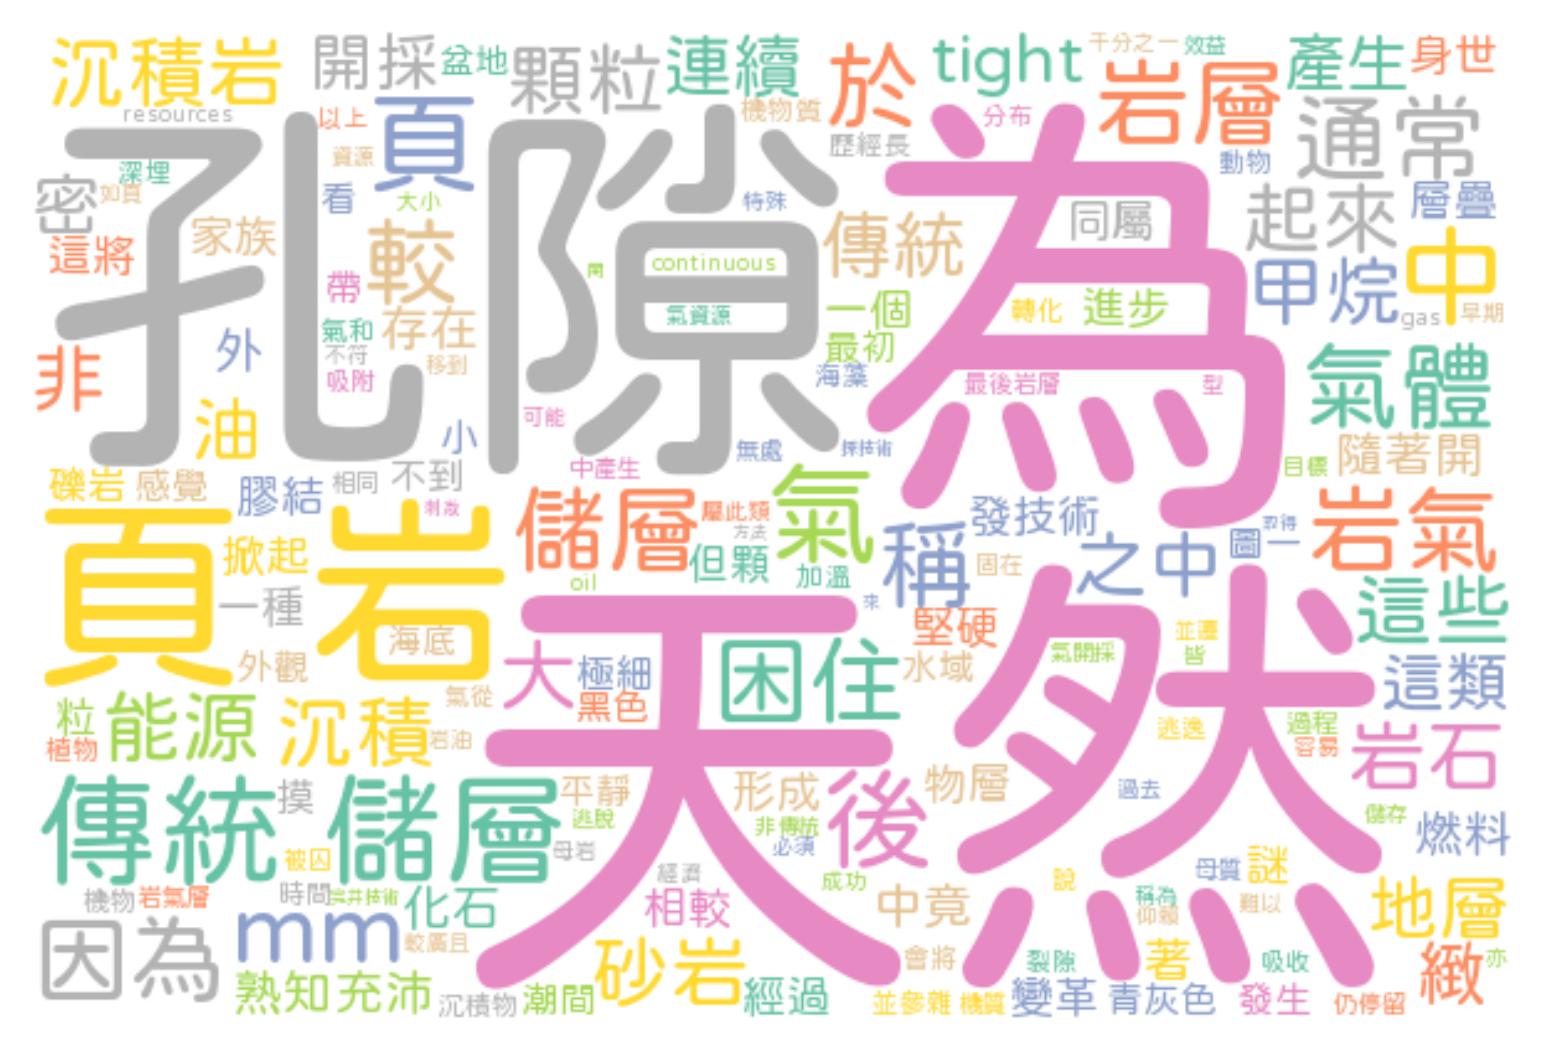 沉積岩
開採
盆地
顆粒
連續
於
tight
千分之一
效益
產生
身世
resources
以上
頁
機物質
岩層
分布
通常
孔隙
為
歷經長
深埋
資源
動物
密
如頁
看
大小
特殊
同屬
起來
層疊
這將
家族
較
傳統
continuous
甲烷
中
帶
氣資源
一個
轉化
進步
gas
早期
外
氣和
存在
不符
最初
非
吸附
移到
海藻
最後岩層
型
氣體
油
小
可能
無處
採技術
隨著開
目標
礫岩
感覺
膠結
相同
不到
中產生
刺激
儲層
屬此類
方法
氣
稱
發技術
之中
圖一
岩氣
頁岩
掀起
但顆
加溫
固在
一種
oil
來
天然
堅硬
這些
海底
外觀
大
極細
困住
水域
氣開採
並遷
皆
這類
黑色
氣從
粒
能源
沉積
岩油
植物
逃逸
過程
容易
岩石
傳統
儲層
摸
平靜
逃脫
形成
後
物層
過去
非傳統
必須
儲存
燃料
被囚
母岩
經濟
成功
母質
謎
說
機物
岩氣層
時間
鑽井技術
化石
相較
中竟
稱為
仰賴
難以
地層
因為
mm
較廣且
砂岩
會將
裂隙
著
吸收
緻
亦
熟知
充沛
沉積物
潮間
經過
並參雜
機質
變革
青灰色
發生
仍停留